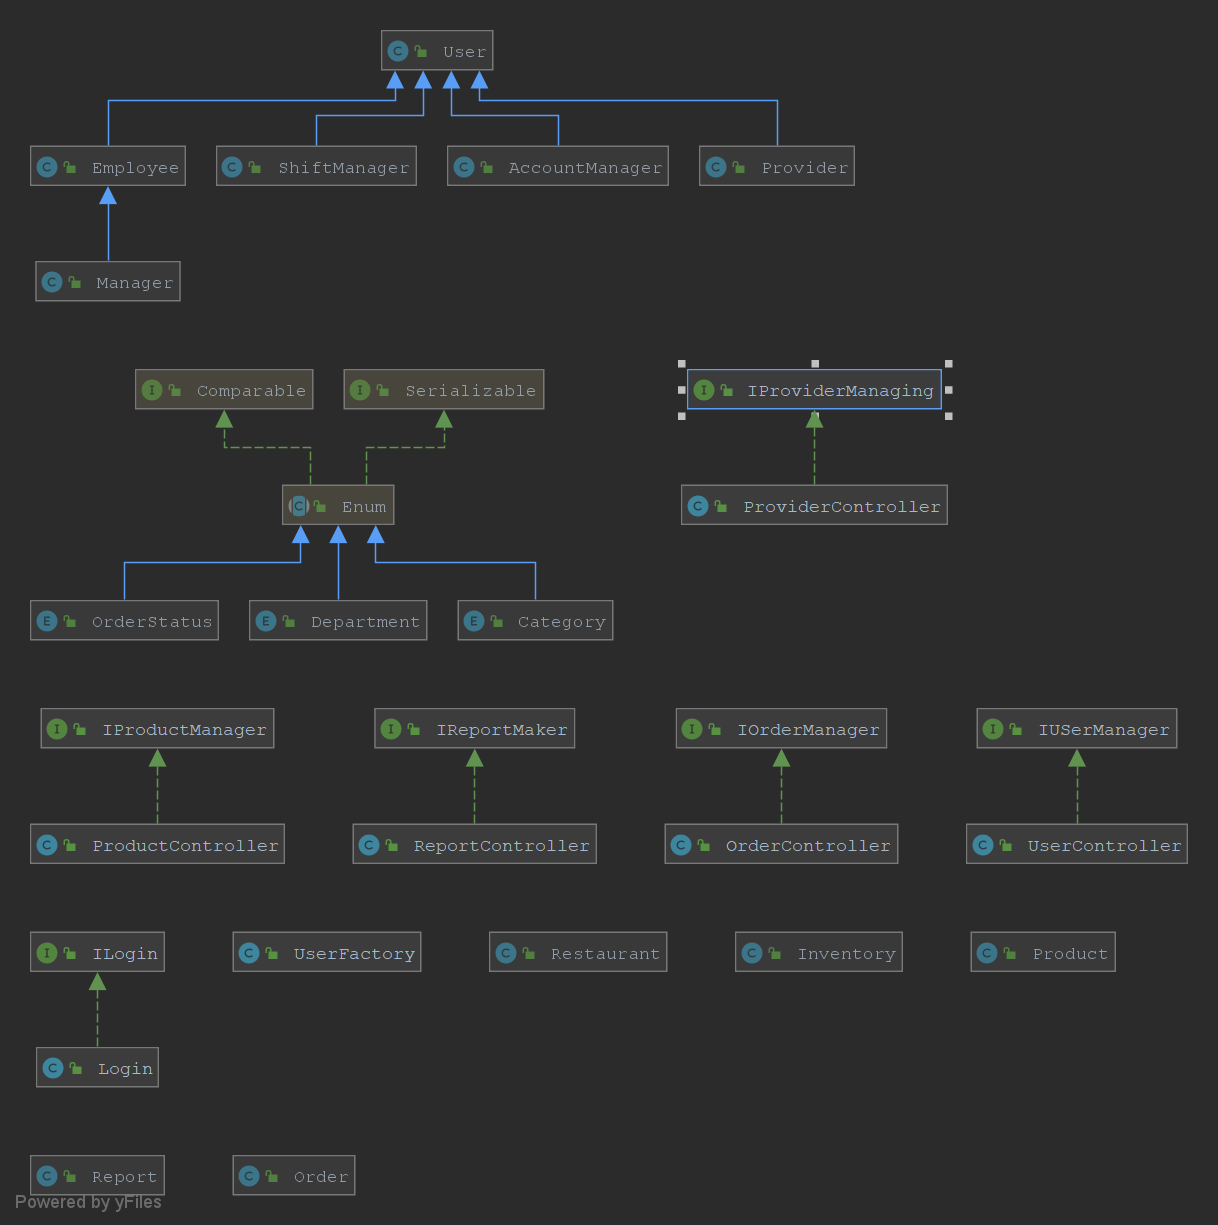 User
Employee
ShiftManager
AccountManager
Provider
Manager
Comparable
Serializable
IProviderManaging
Enum
ProviderController
OrderStatus
Department
Category
IProductManager
IReportMaker
IOrderManager
IUSerManager
ProductController
ReportController
OrderController
UserController
ILogin
UserFactory
Restaurant
Inventory
Product
Login
Report
Order
Powered by yFiles